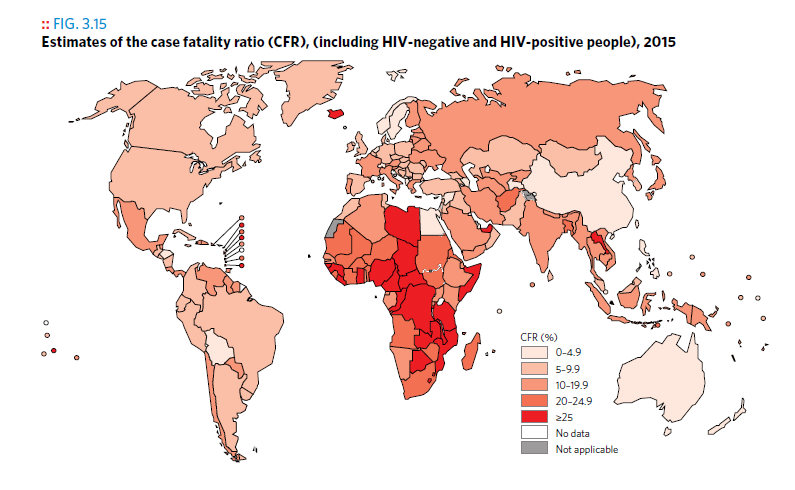 :: FIG. 3.15
Estimates of the case fatality ratio (CFR), (including HIV-negative and HIV-positive people), 2015
CFR (%)
0–4.9
5–9.9
10–19.9
20–24.9
≥25
No data
Not applicable